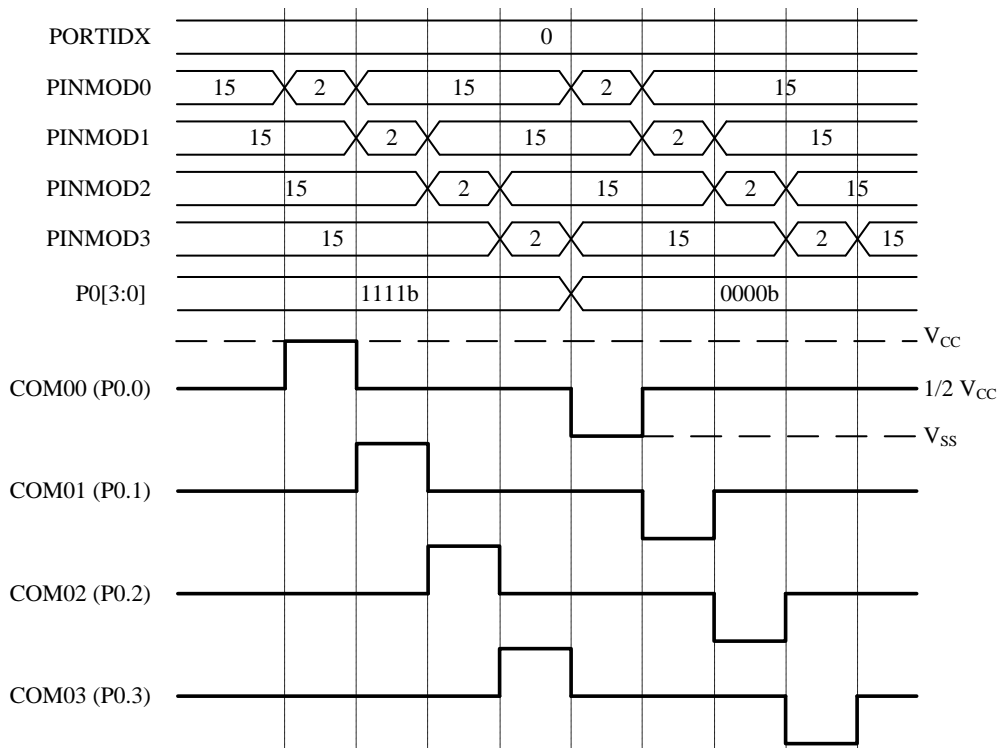 PORTIDX 0
PINMOD0 15 2 15 2 15
PINMOD1 15 2 15 2 15
PINMOD2 15 2 15 2 15
PINMOD3 15 2 15 2 15
P0[3:0] 1111b 0000b
VCC
COM00 (P0.0) 1/2 VCC
VSS
COM01 (P0.1)
COM02 (P0.2)
COM03 (P0.3)